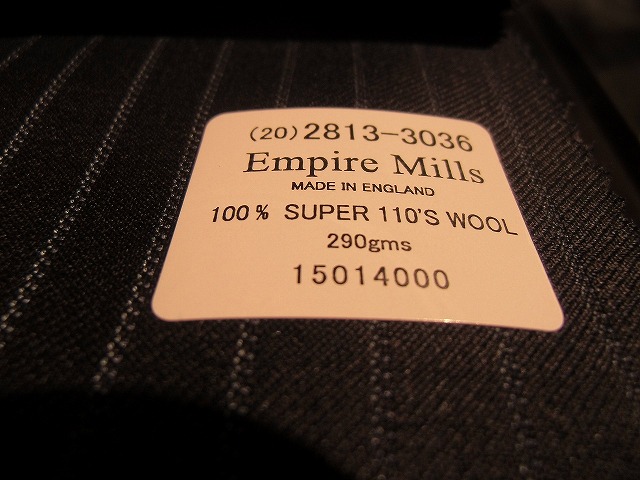 (20) 2813-3036
Empire Mills
MADE IN ENGLAND
100% SUPER 110'S WOOL
290gms
15014000